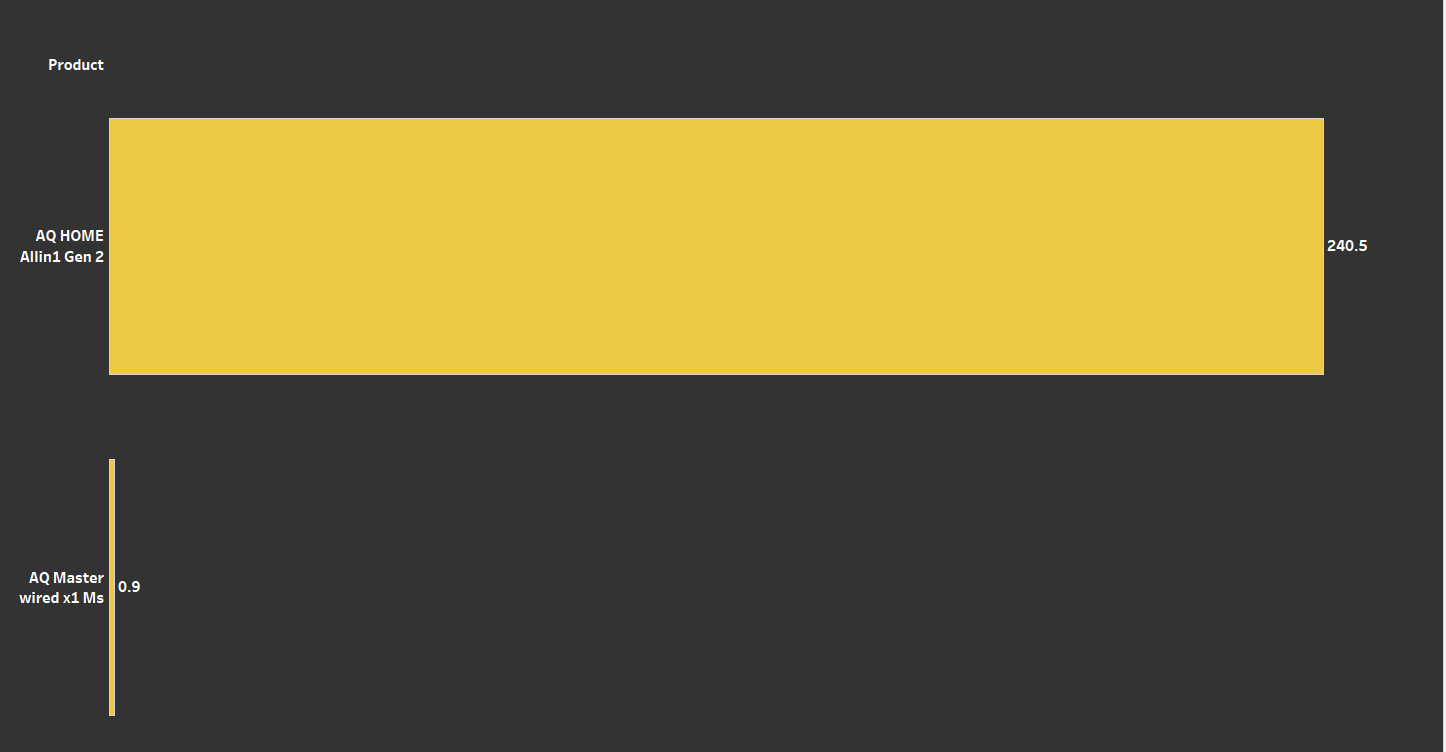 Product
AQ HOME
Allin1 Gen 2
240.5
AQ Master
wired x1 Ms
0.9